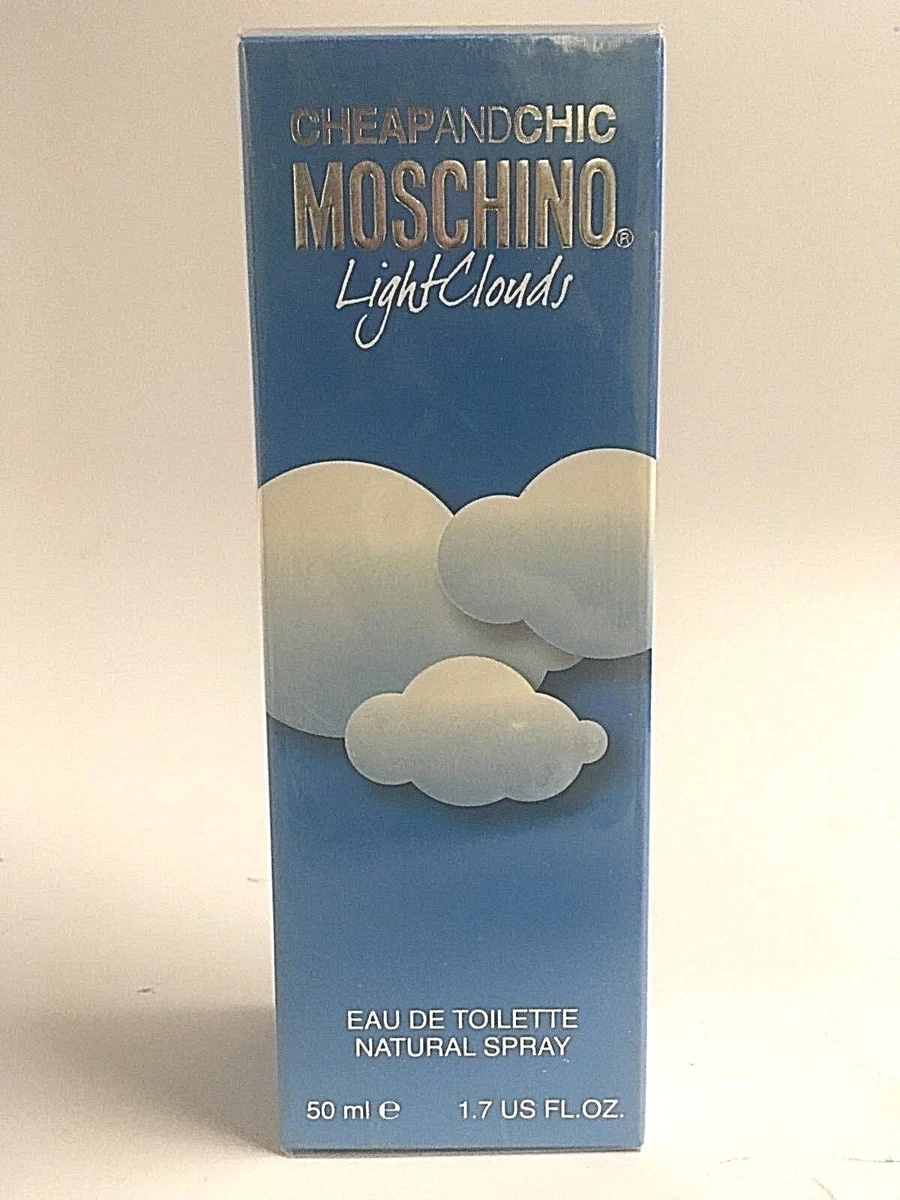 CHEAPANDCHIC
MOSCHINO®
LightClouds
EAU DE TOILETTE
NATURAL SPRAY
50 ml ℮ 1.7 US FL.OZ.